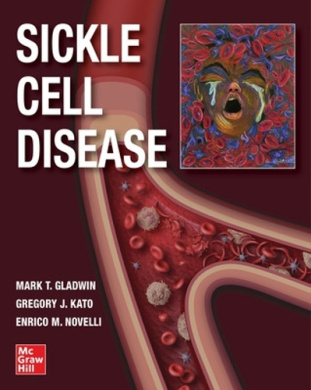 SICKLE
CELL
DISEASE
MARK T. GLADWIN
GREGORY J. KATO
ENRICO M. NOVELLI
Mc
Graw
Hill